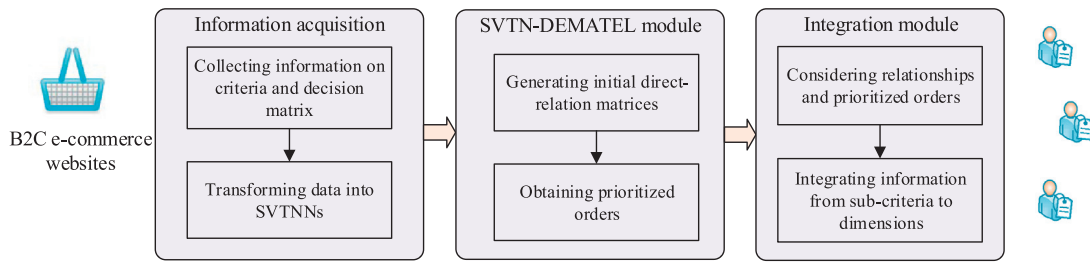 B2C e-commerce
websites
Information acquisition
Collecting information on
criteria and decision
matrix
Transforming data into
SVTNNs
SVTN-DEMATEL module
Generating initial direct-
relation matrices
Obtaining prioritized
orders
Integration module
Considering relationships
and prioritized orders
Integrating information
from sub-criteria to
dimensions